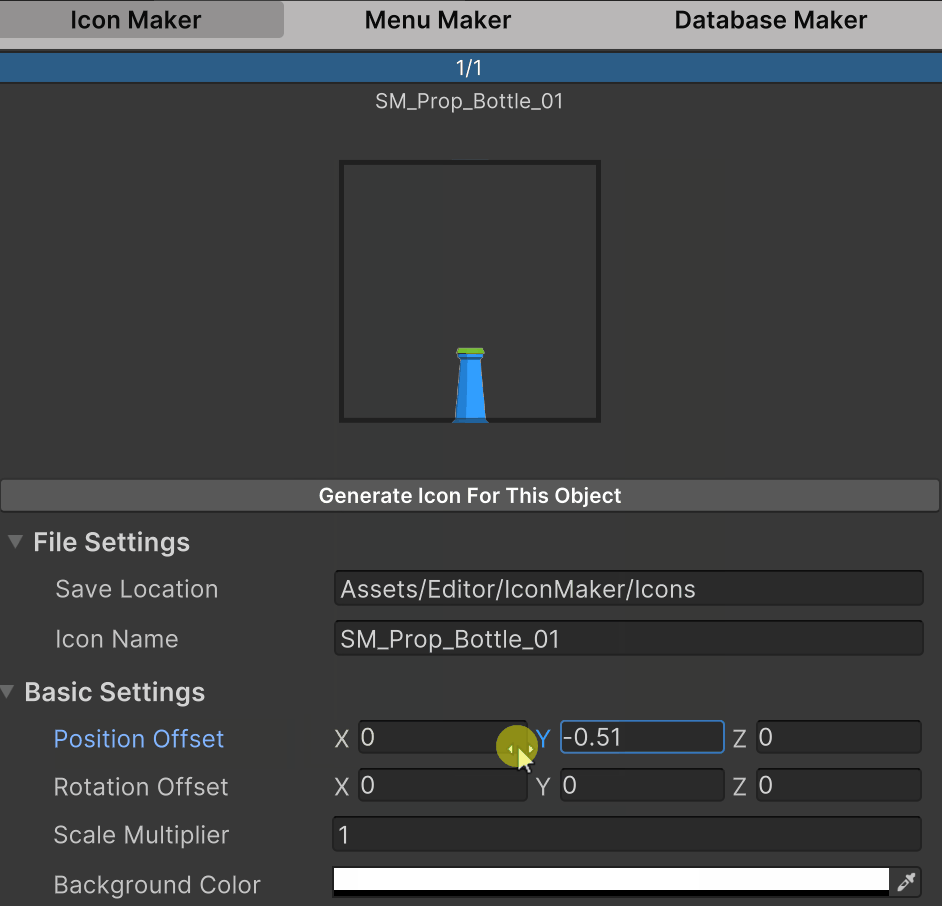 Icon Maker Menu Maker Database Maker
1/1
SM_Prop_Bottle_01
Generate Icon For This Object
File Settings
Save Location Assets/Editor/IconMaker/Icons
Icon Name SM_Prop_Bottle_01
Basic Settings
Position Offset X 0 Y -0.51 Z 0
Rotation Offset X 0 Y 0 Z 0
Scale Multiplier 1
Background Color